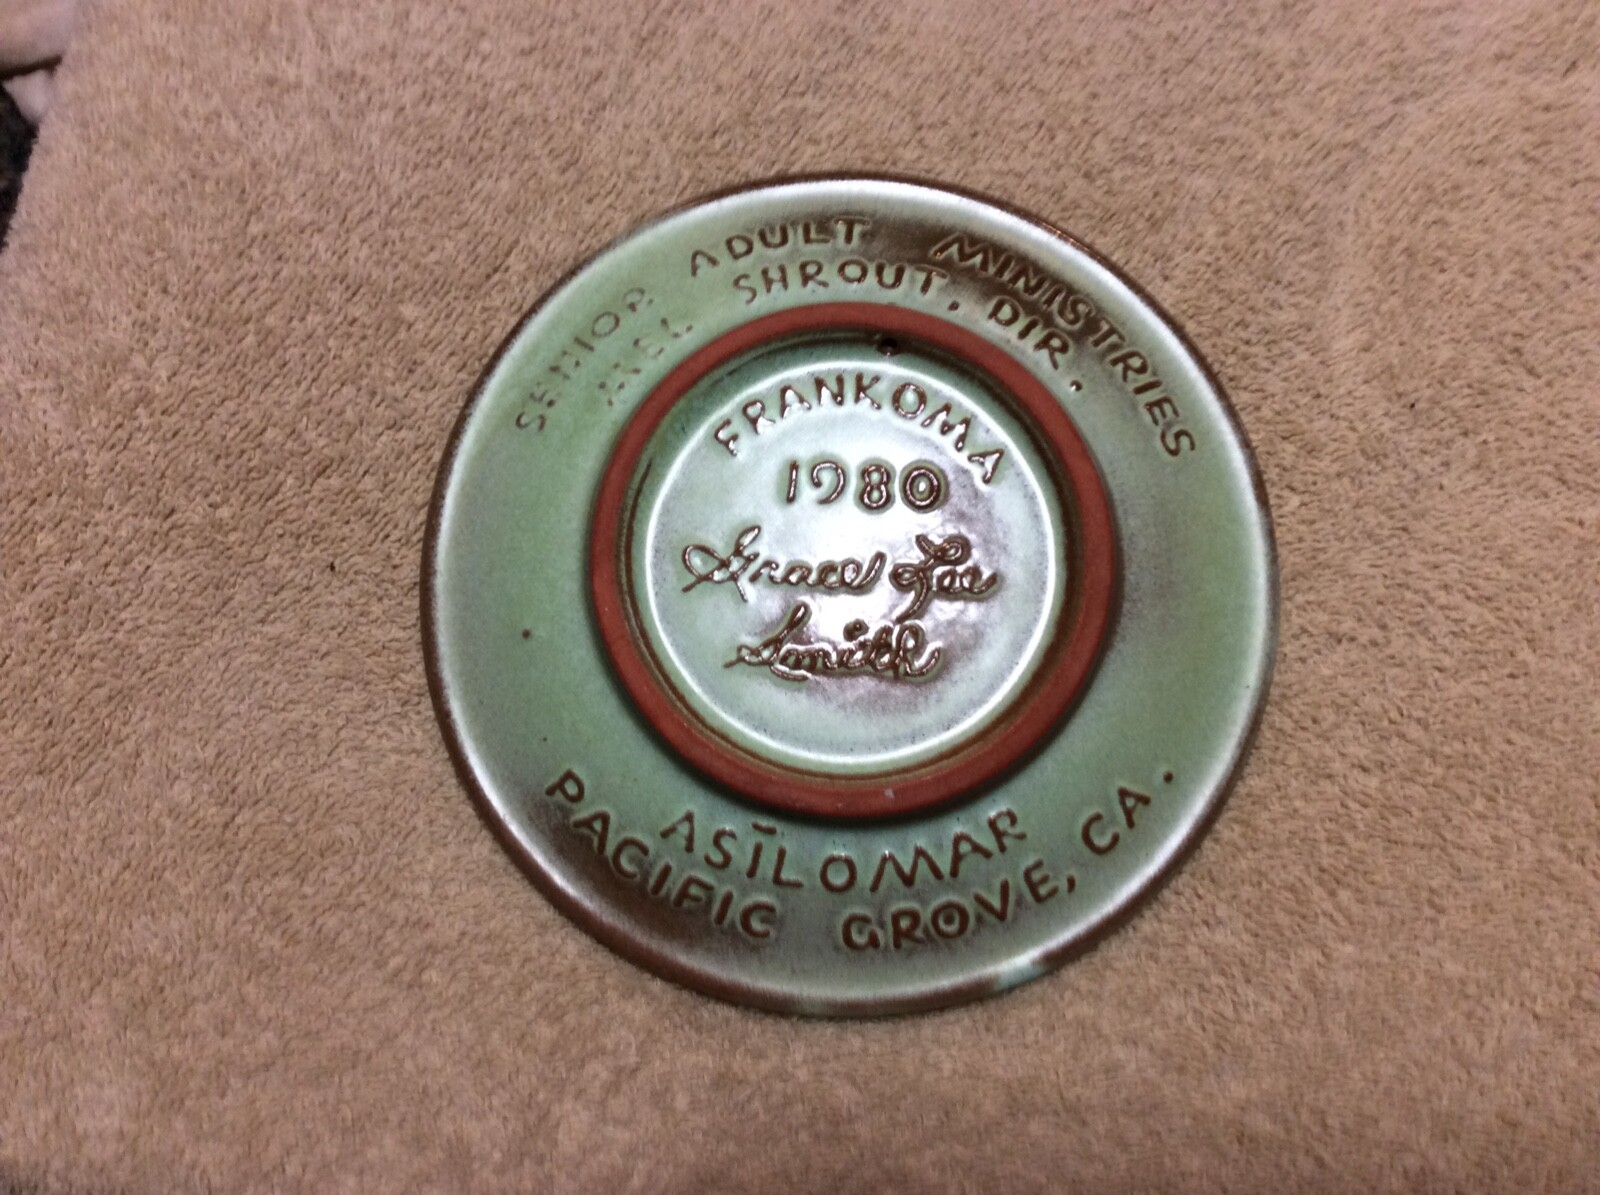 SENIOR ADULT MINISTRIES
MEL SHROUT, DIR.
FRANKOMA
1980
Grace Lee
Smith
ASILOMAR
PACIFIC GROVE, CA.